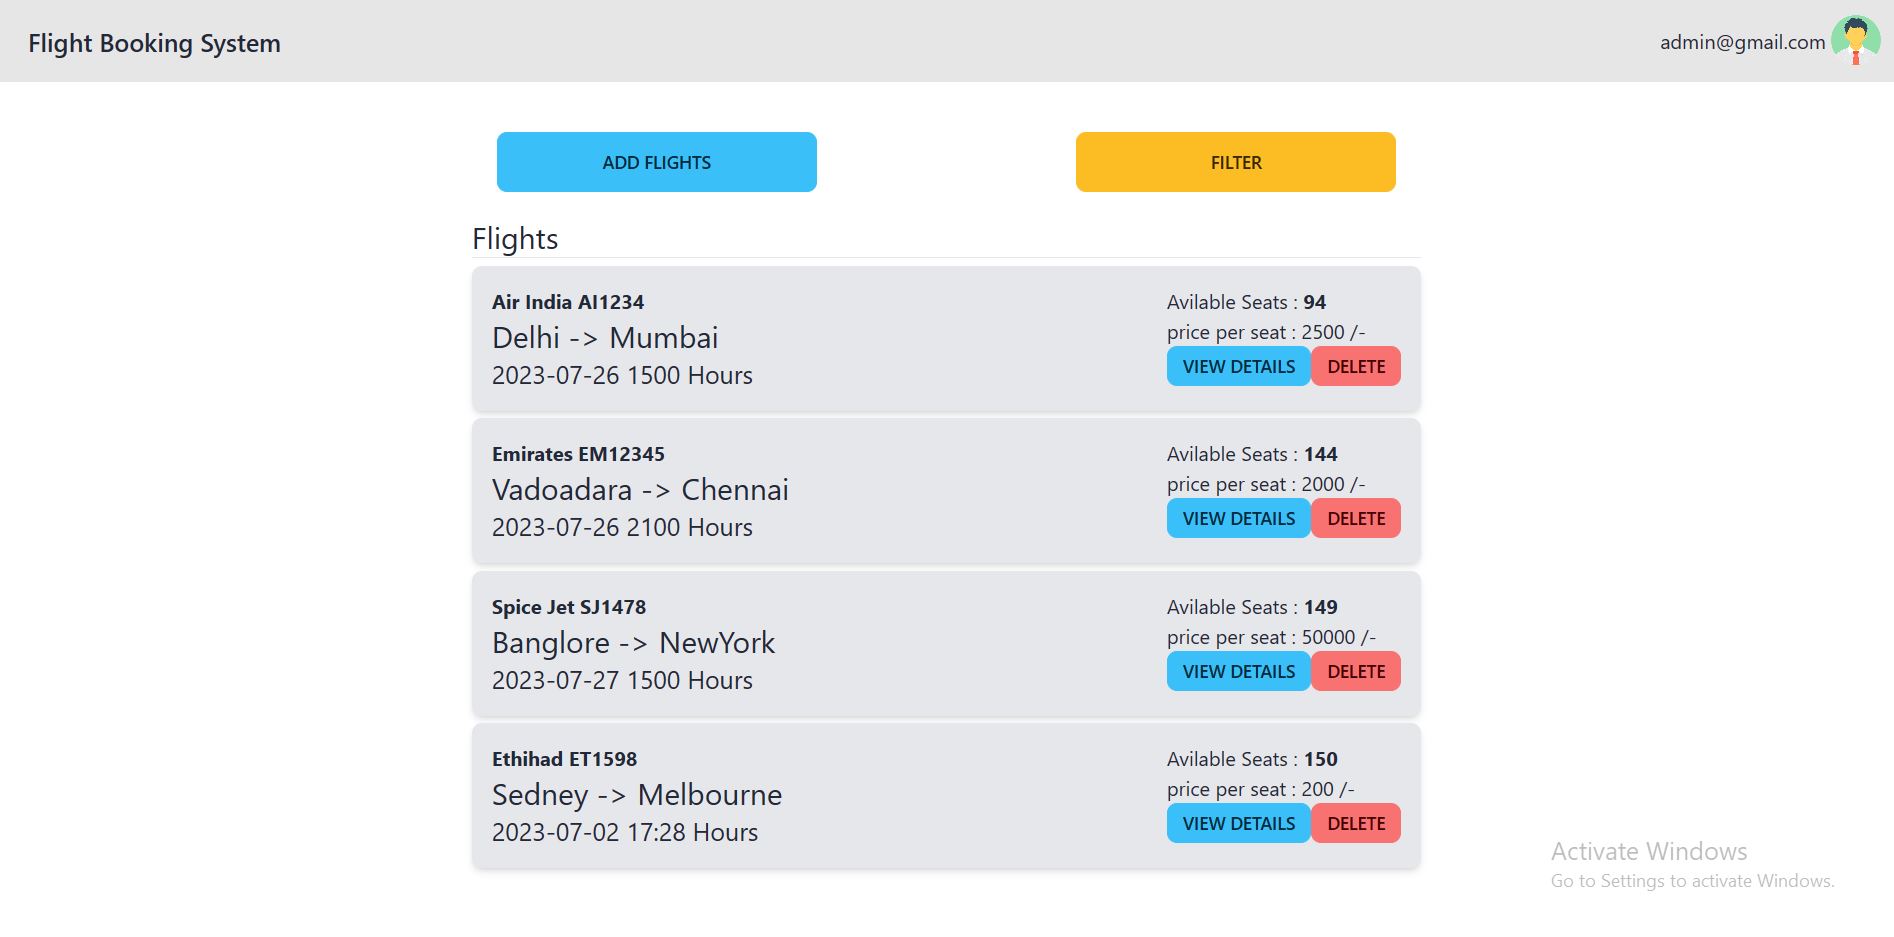 Flight Booking System
admin@gmail.com
ADD FLIGHTS
FILTER
Flights
Air India AI1234
Delhi -> Mumbai
2023-07-26 1500 Hours
Avilable Seats : 94
price per seat : 2500 /-
VIEW DETAILS
DELETE
Emirates EM12345
Vadoadara -> Chennai
2023-07-26 2100 Hours
Avilable Seats : 144
price per seat : 2000 /-
VIEW DETAILS
DELETE
Spice Jet SJ1478
Banglore -> NewYork
2023-07-27 1500 Hours
Avilable Seats : 149
price per seat : 50000 /-
VIEW DETAILS
DELETE
Ethihad ET1598
Sedney -> Melbourne
2023-07-02 17:28 Hours
Avilable Seats : 150
price per seat : 200 /-
VIEW DETAILS
DELETE
Activate Windows
Go to Settings to activate Windows.